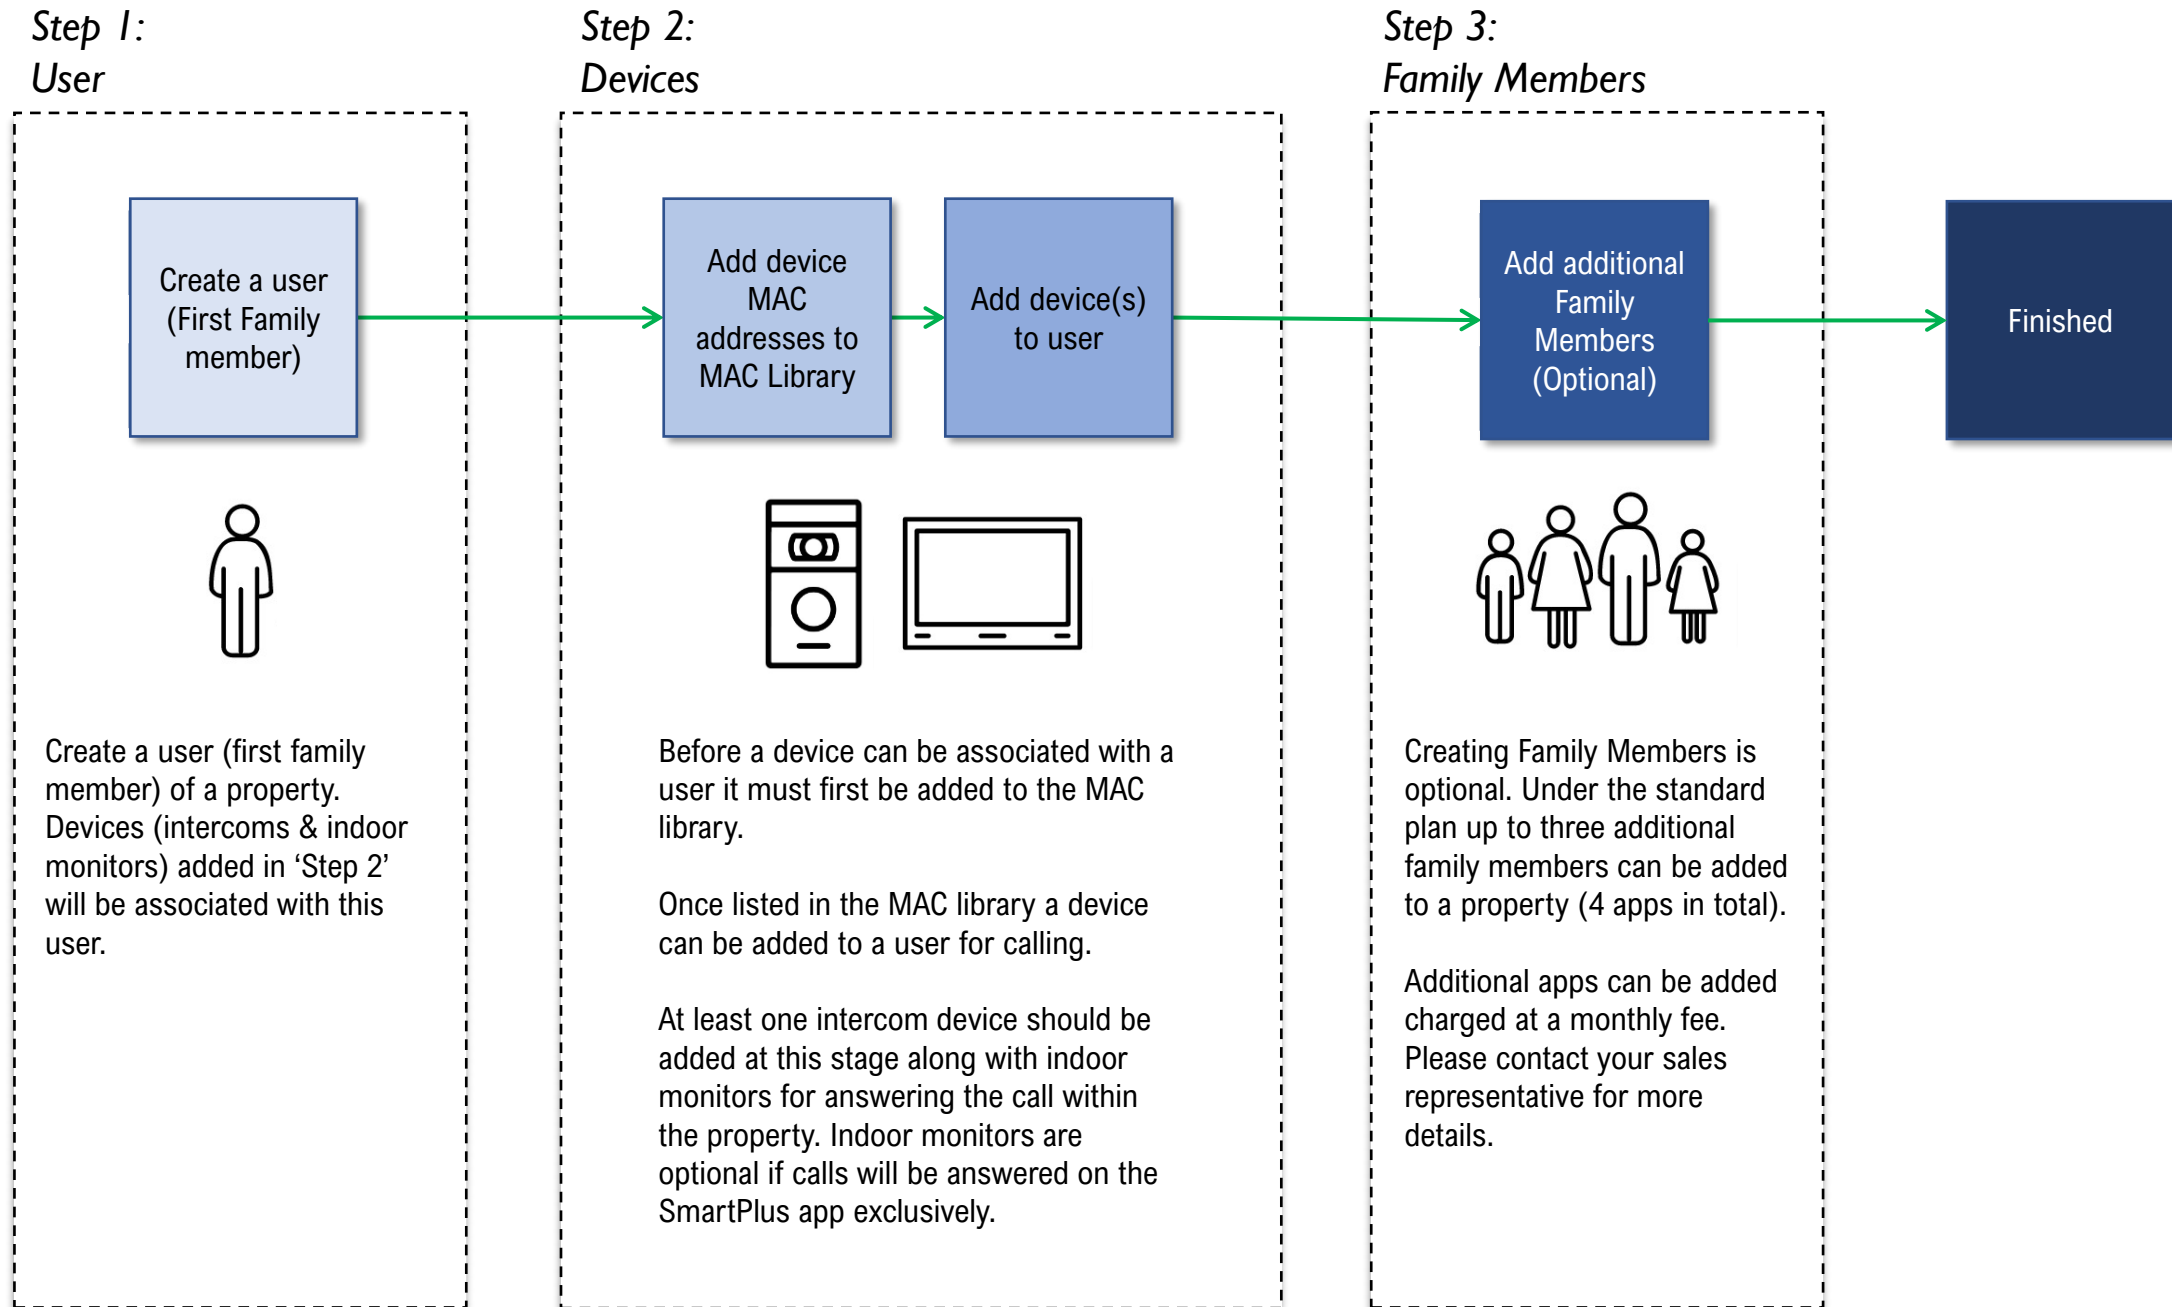 Step 1:
User
Step 2:
Devices
Step 3:
Family Members
Create a user
(First Family
member)
Add device
MAC
addresses to
MAC Library
Add device(s)
to user
Add additional
Family
Members
(Optional)
Finished
Create a user (first family
member) of a property.
Devices (intercoms & indoor
monitors) added in ‘Step 2’
will be associated with this
user.
Before a device can be associated with a
user it must first be added to the MAC
library.
Once listed in the MAC library a device
can be added to a user for calling.
At least one intercom device should be
added at this stage along with indoor
monitors for answering the call within
the property. Indoor monitors are
optional if calls will be answered on the
SmartPlus app exclusively.
Creating Family Members is
optional. Under the standard
plan up to three additional
family members can be added
to a property (4 apps in total).
Additional apps can be added
charged at a monthly fee.
Please contact your sales
representative for more
details.